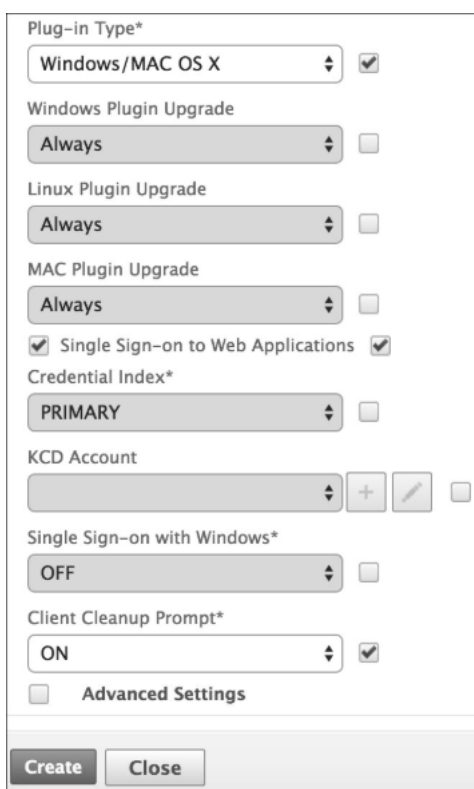 Plug-in Type*
Windows/MAC OS X
Windows Plugin Upgrade
Always
Linux Plugin Upgrade
Always
MAC Plugin Upgrade
Always
Single Sign-on to Web Applications
Credential Index*
PRIMARY
KCD Account
Single Sign-on with Windows*
OFF
Client Cleanup Prompt*
ON
Advanced Settings
Create Close